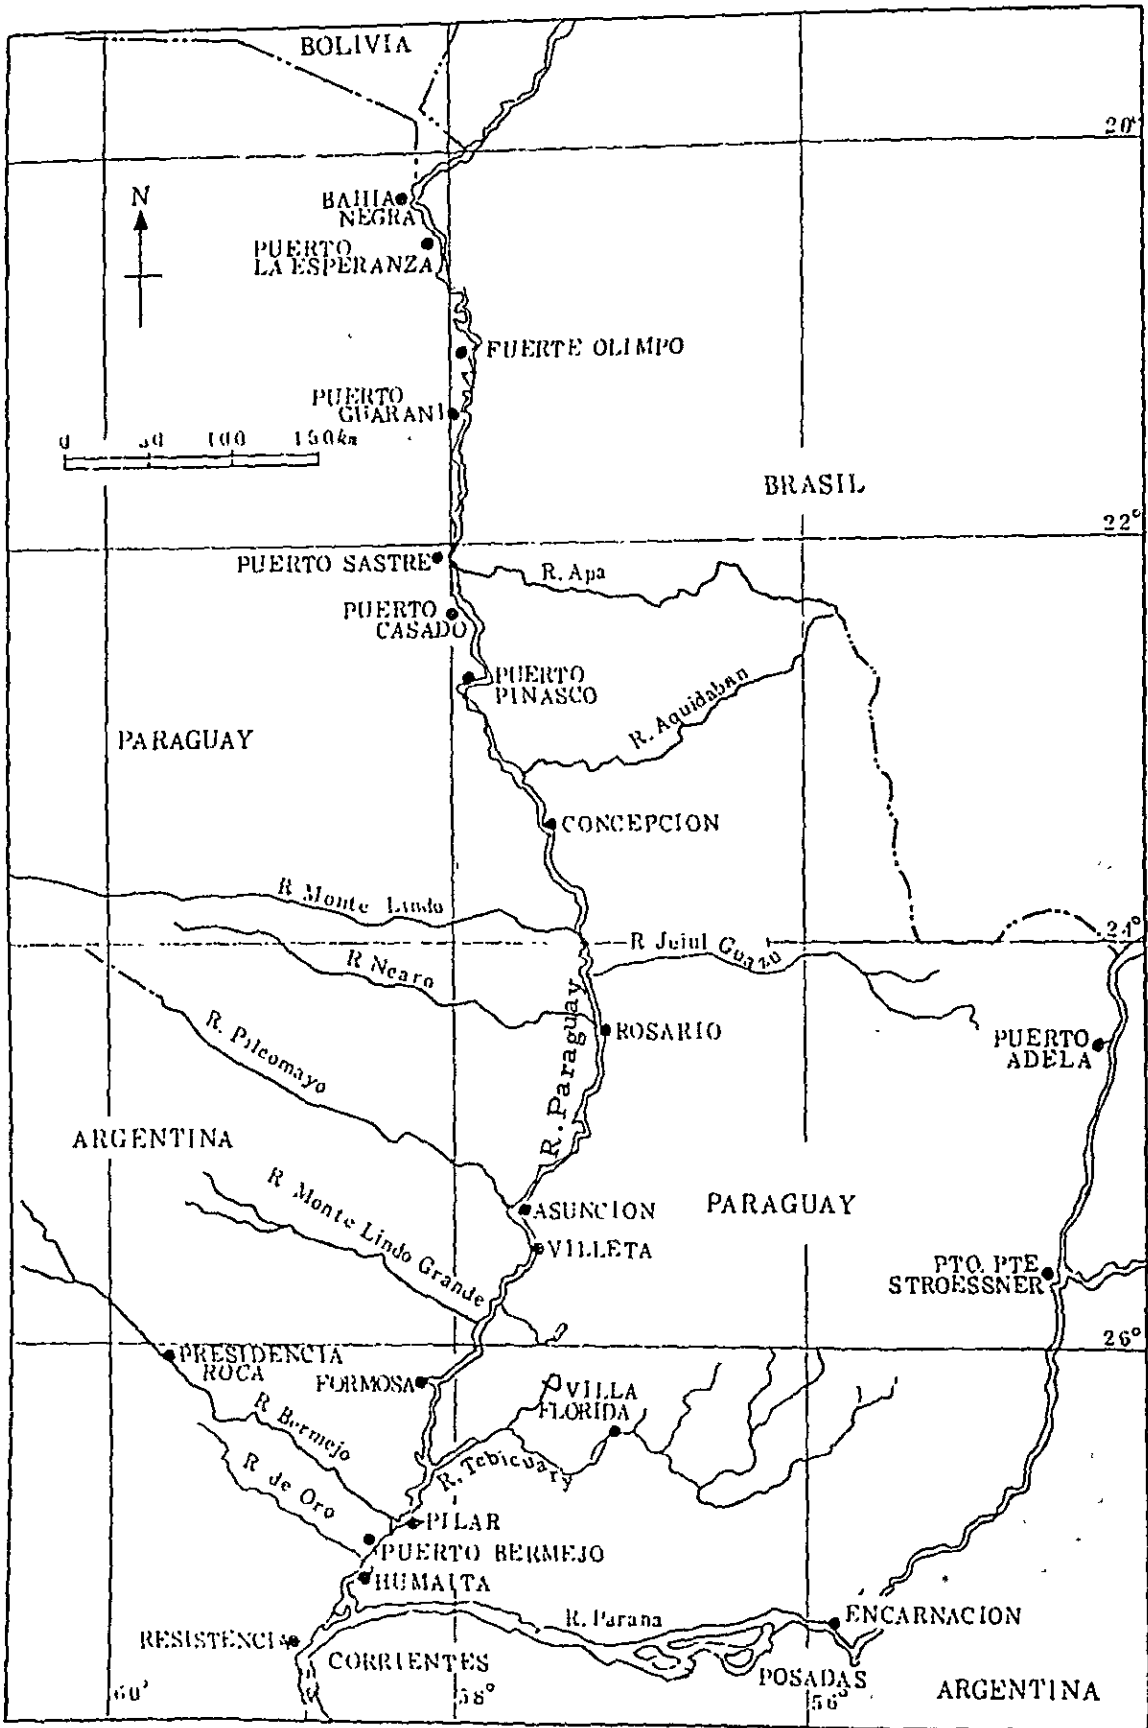 BOLIVIA
20°
N
BAHIA
NEGRA
PUERTO
LA ESPERANZA
FUERTE OLIMPO
PUERTO
GUARANI
0 50 100 150km
BRASIL
22°
PUERTO SASTRE
R. Apa
PUERTO
CASADO
PUERTO
PINASCO
R. Aquidaban
PARAGUAY
CONCEPCION
R Monte Lindo
24°
R Jejui Guazu
R Negro
R. Paraguay
ROSARIO
R. Pilcomayo
PUERTO
ADELA
ARGENTINA
R Monte Lindo Grande
ASUNCION
PARAGUAY
VILLETA
PTO. PTE
STROESSNER
26°
PRESIDENCIA
ROCA
FORMOSA
VILLA
FLORIDA
R Bermejo
R. Tebicuary
R de Oro
PILAR
PUERTO BERMEJO
HUMAITA
R. Parana
ENCARNACION
RESISTENCIA
CORRIENTES
POSADAS
ARGENTINA
60°
58°
56°